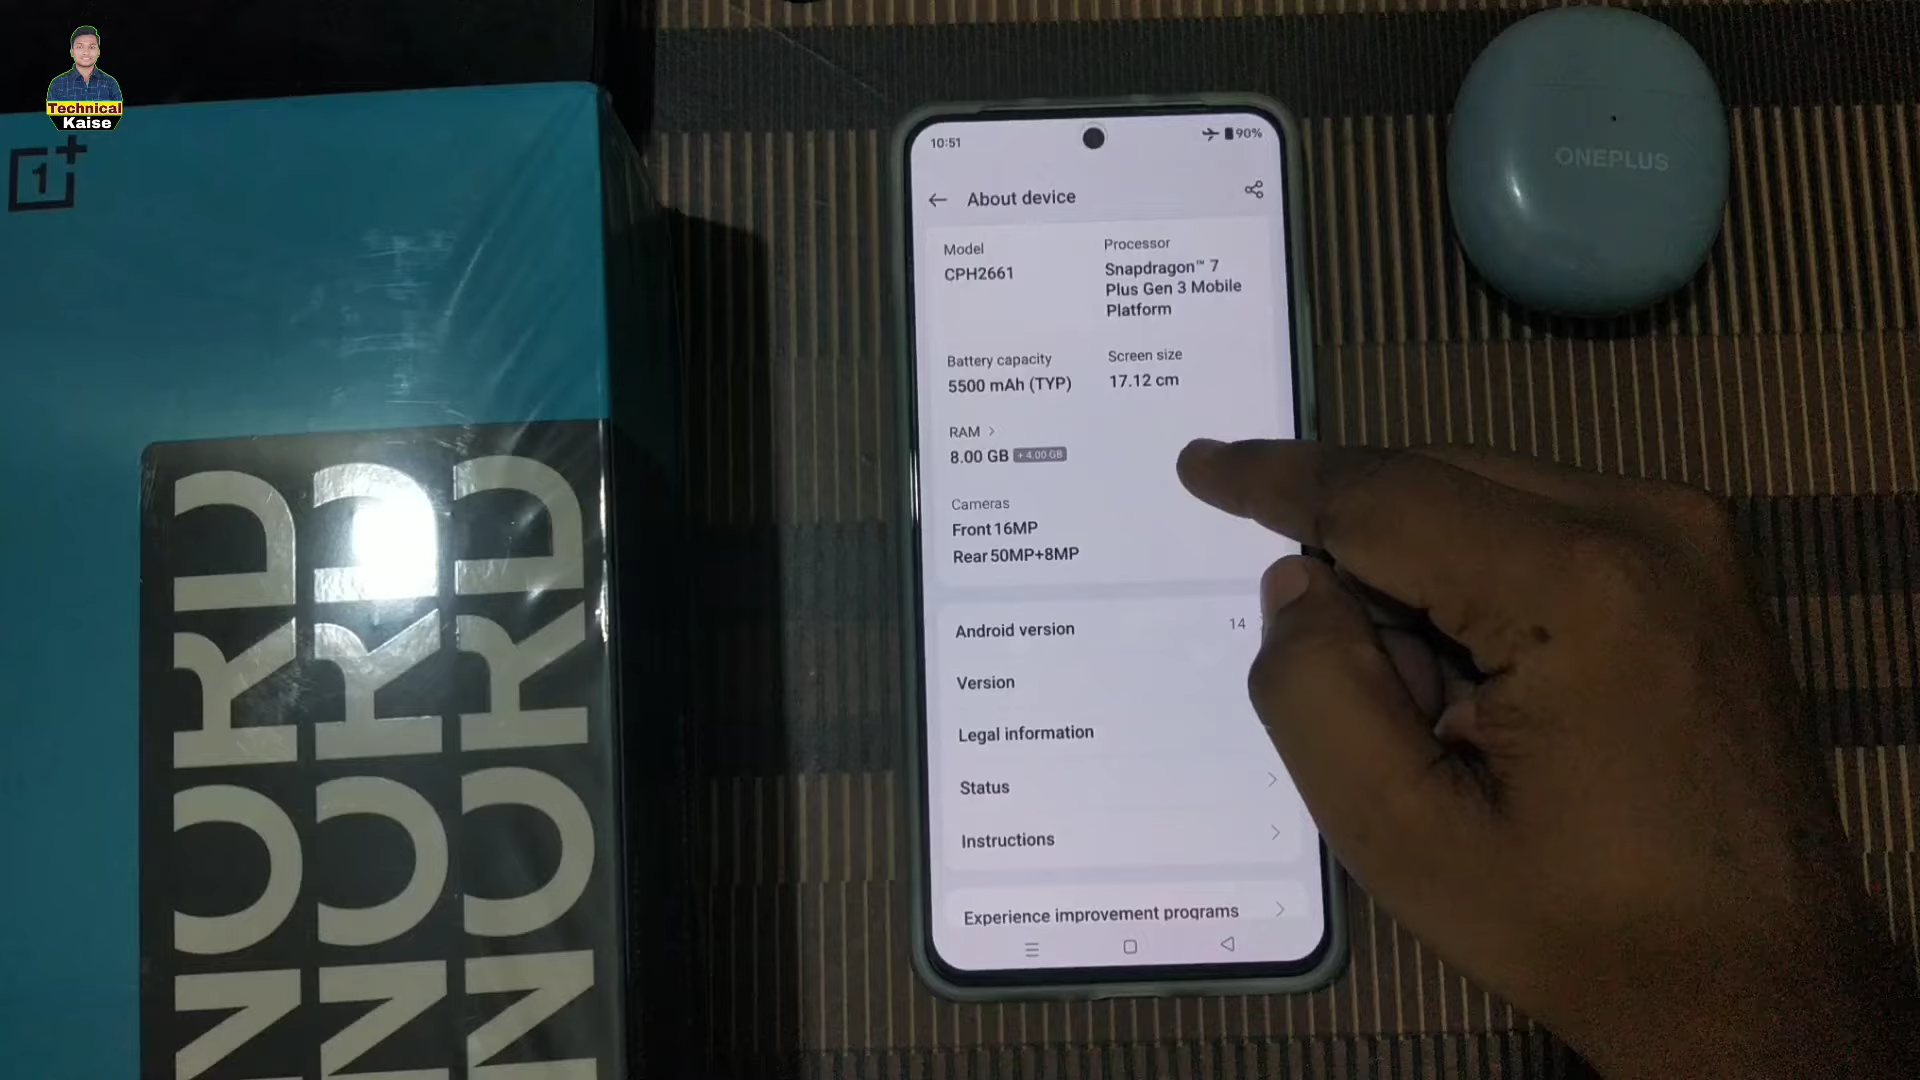 Technical
Kaise
1+
NORD NORD NORD
ONEPLUS
10:51
90%
About device
Model
CPH2661
Processor
Snapdragon™ 7
Plus Gen 3 Mobile
Platform
Battery capacity
5500 mAh (TYP)
Screen size
17.12 cm
RAM >
8.00 GB + 4.00 GB
Cameras
Front 16MP
Rear 50MP+8MP
Android version 14
Version
Legal information
Status
Instructions
Experience improvement programs